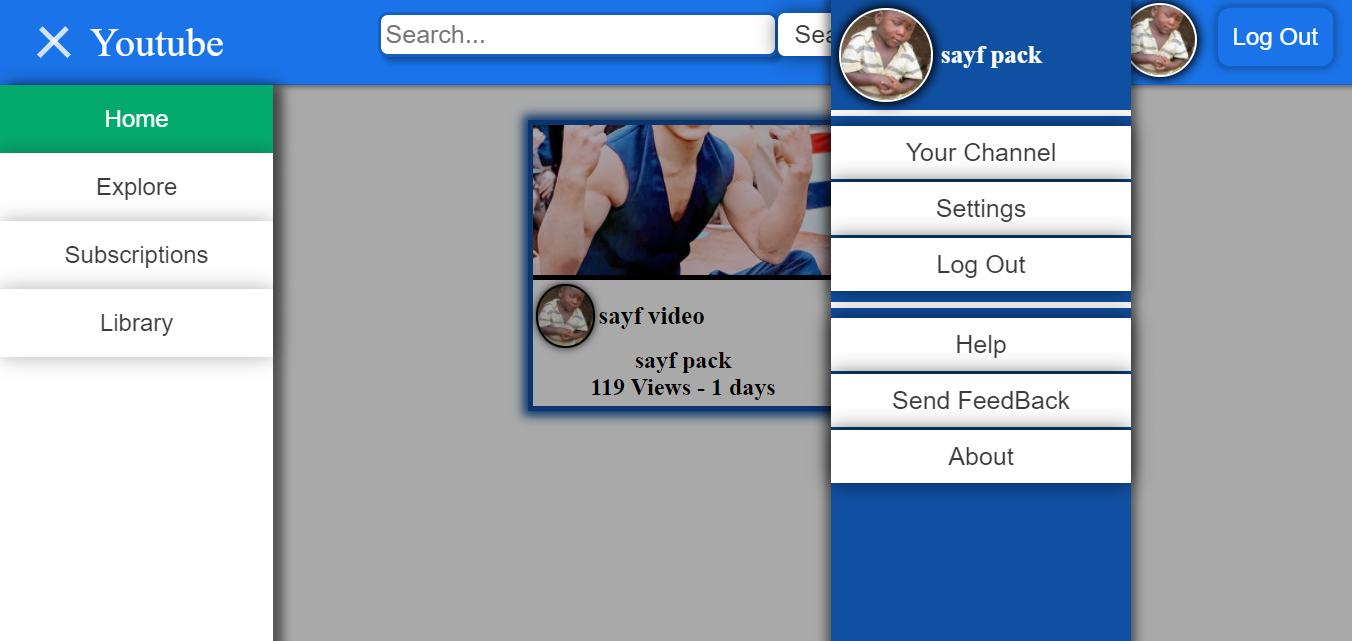 Youtube
Search...
Sea
sayf pack
Log Out
Home
Explore
Subscriptions
Library
sayf video
sayf pack
119 Views - 1 days
Your Channel
Settings
Log Out
Help
Send FeedBack
About